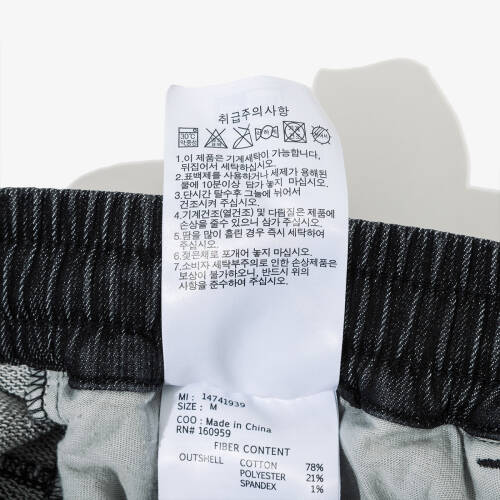 취급주의사항
30℃
약중성
1.이 제품은 기계세탁이 가능합니다.
뒤집어서 세탁하십시오.
2.표백제를 사용하거나 세제가 용해된
물에 10분이상 담가 놓지 마십시오.
3.단시간 탈수후 그늘에 뉘어서
건조시켜 주십시오.
4.기계건조(열건조) 및 다림질은 제품에
손상을 줄수 있으니 삼가 주십시오.
5.땀을 많이 흘린 경우 즉시 세탁하여
주십시오.
6.젖은채로 포개어 놓지 마십시오.
7.소비자 세탁부주의로 인한 손상제품은
보상이 불가하오니, 반드시 위의
사항을 준수하여 주십시오.
MI : 14741939
SIZE : M
COO : Made in China
RN# 160959
FIBER CONTENT
OUTSHELL COTTON 78%
POLYESTER 21%
SPANDEX 1%